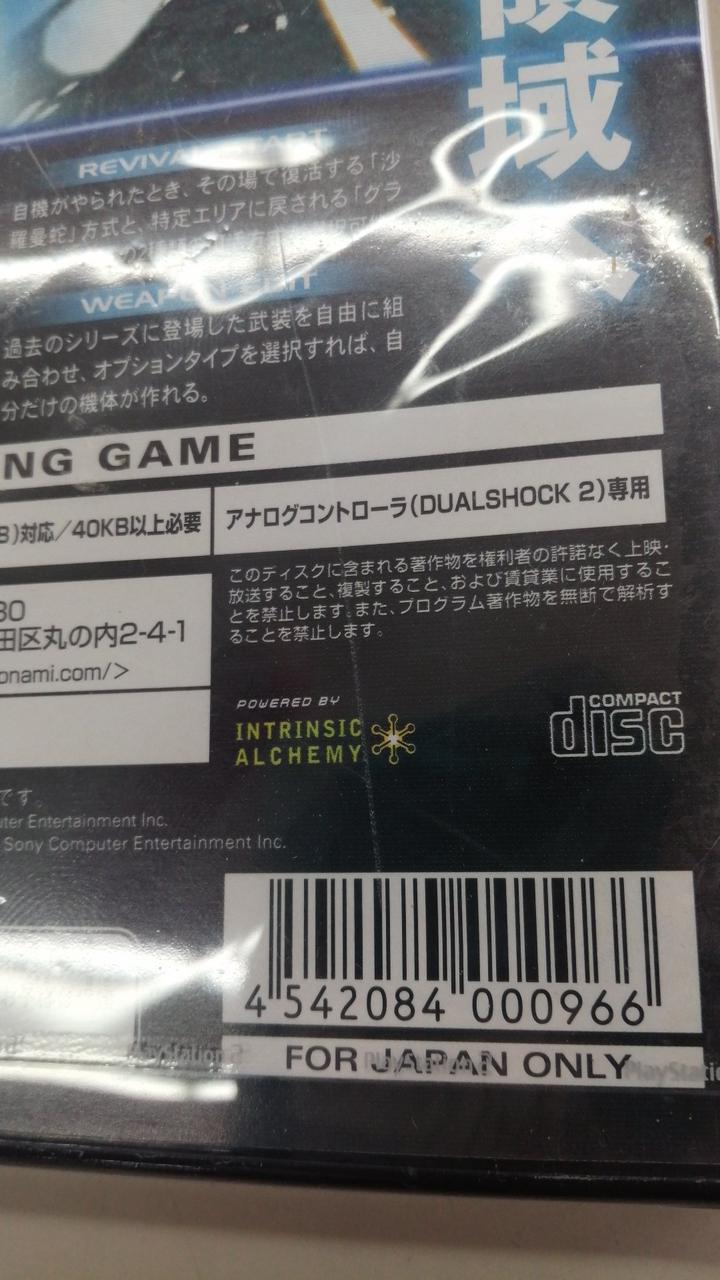 領
域
へ
REVIVAL START
自機がやられたとき、その場で復活する「沙
羅曼蛇」方式と、特定エリアに戻される「グラ
WEAPON EDIT
過去のシリーズに登場した武装を自由に組
み合わせ、オプションタイプを選択すれば、自
分だけの機体が作れる。
NG GAME
B)対応/40KB以上必要
アナログコントローラ(DUALSHOCK 2)専用
このディスクに含まれる著作物を権利者の許諾なく上映・
放送すること、複製すること、および賃貸業に使用するこ
とを禁止します。また、プログラム著作物を無断で解析す
ることを禁止します。
30
田区丸の内2-4-1
onami.com/>
POWERED BY
INTRINSIC
ALCHEMY
COMPACT
disc
です。
uter Entertainment Inc.
Sony Computer Entertainment Inc.
4 542084 000966
FOR JAPAN ONLY